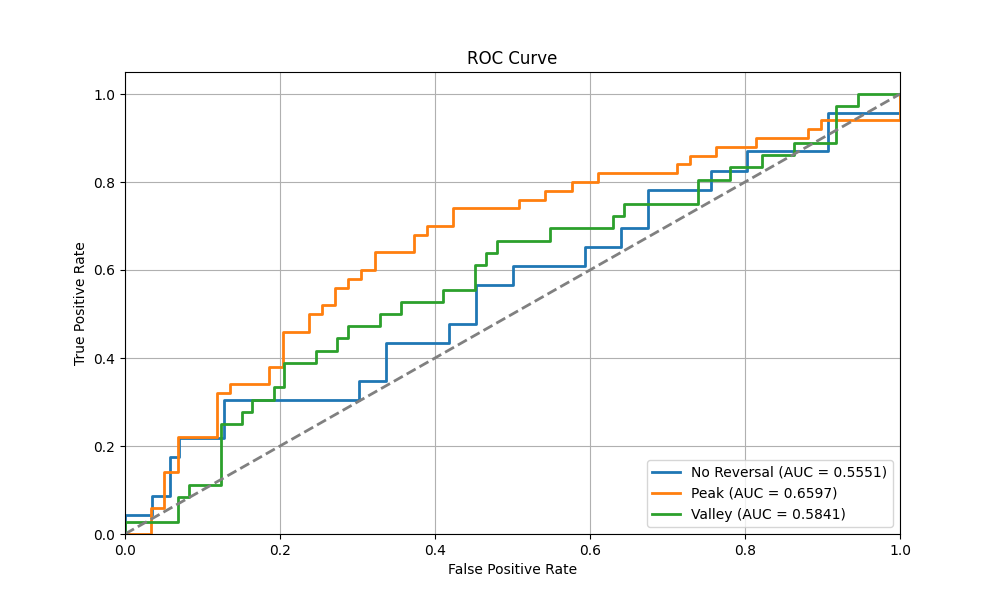 ROC Curve
True Positive Rate
1.0
0.8
0.6
0.4
0.2
0.0
0.0 0.2 0.4 0.6 0.8 1.0
False Positive Rate
No Reversal (AUC = 0.5551)
Peak (AUC = 0.6597)
Valley (AUC = 0.5841)